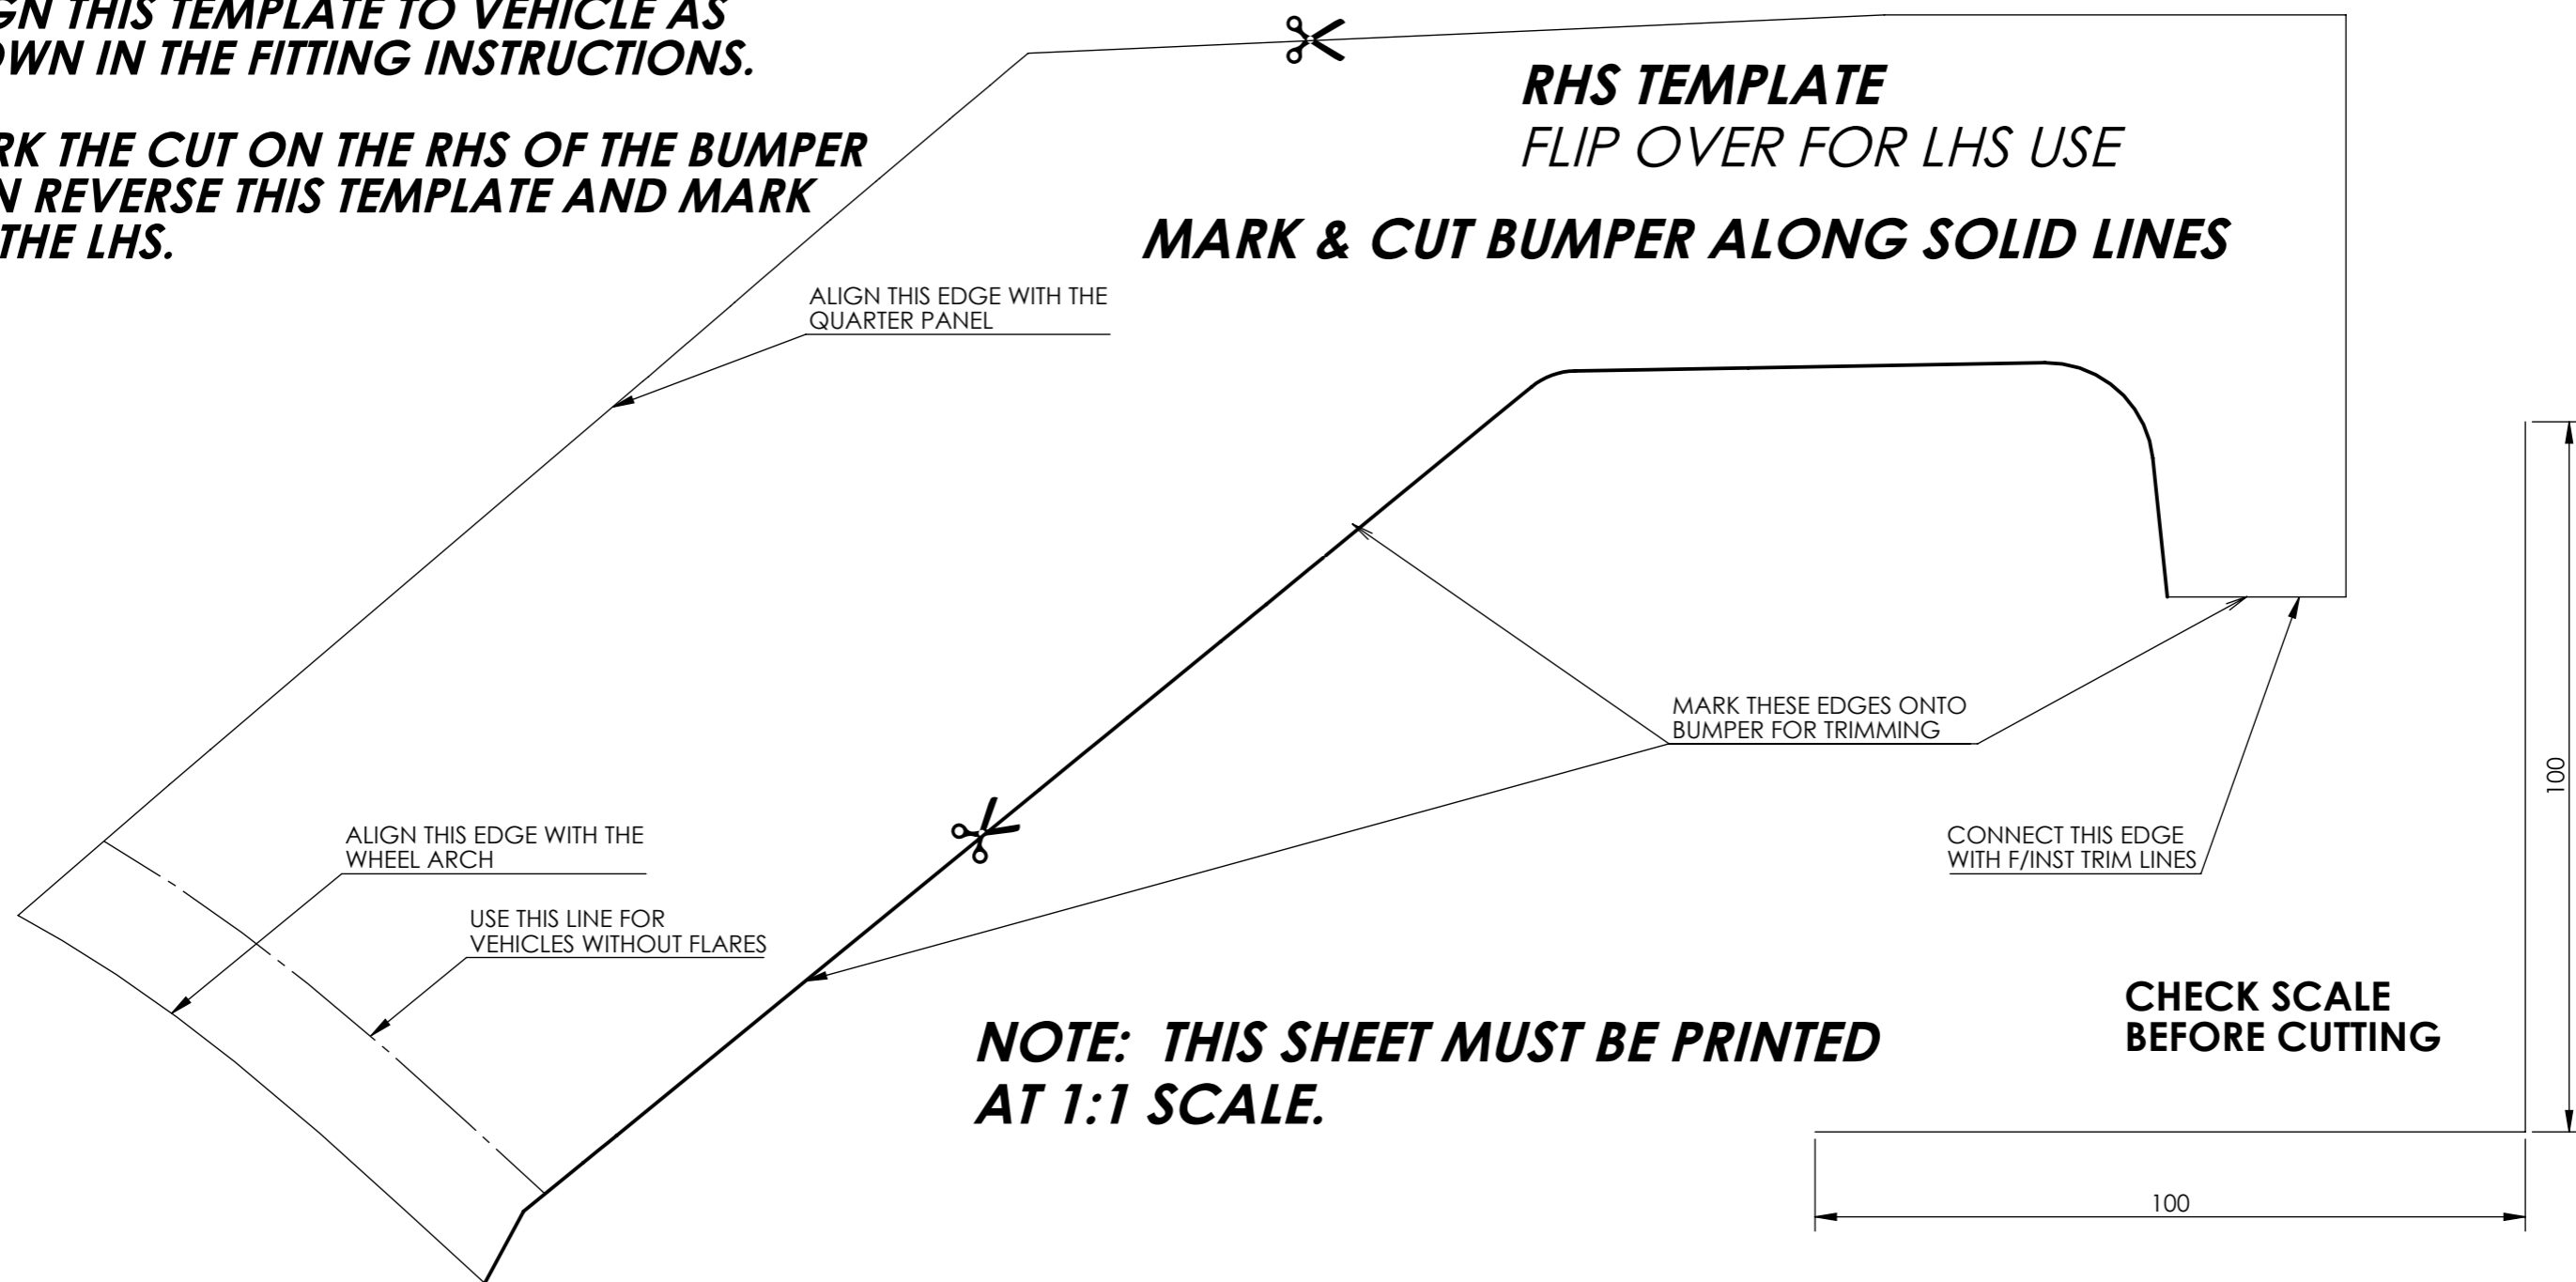 GN THIS TEMPLATE TO VEHICLE AS
OWN IN THE FITTING INSTRUCTIONS.
RK THE CUT ON THE RHS OF THE BUMPER
N REVERSE THIS TEMPLATE AND MARK
THE LHS.
RHS TEMPLATE
FLIP OVER FOR LHS USE
MARK & CUT BUMPER ALONG SOLID LINES
ALIGN THIS EDGE WITH THE
QUARTER PANEL
MARK THESE EDGES ONTO
BUMPER FOR TRIMMING
100
ALIGN THIS EDGE WITH THE
WHEEL ARCH
CONNECT THIS EDGE
WITH F/INST TRIM LINES
USE THIS LINE FOR
VEHICLES WITHOUT FLARES
CHECK SCALE
BEFORE CUTTING
NOTE: THIS SHEET MUST BE PRINTED
AT 1:1 SCALE.
100